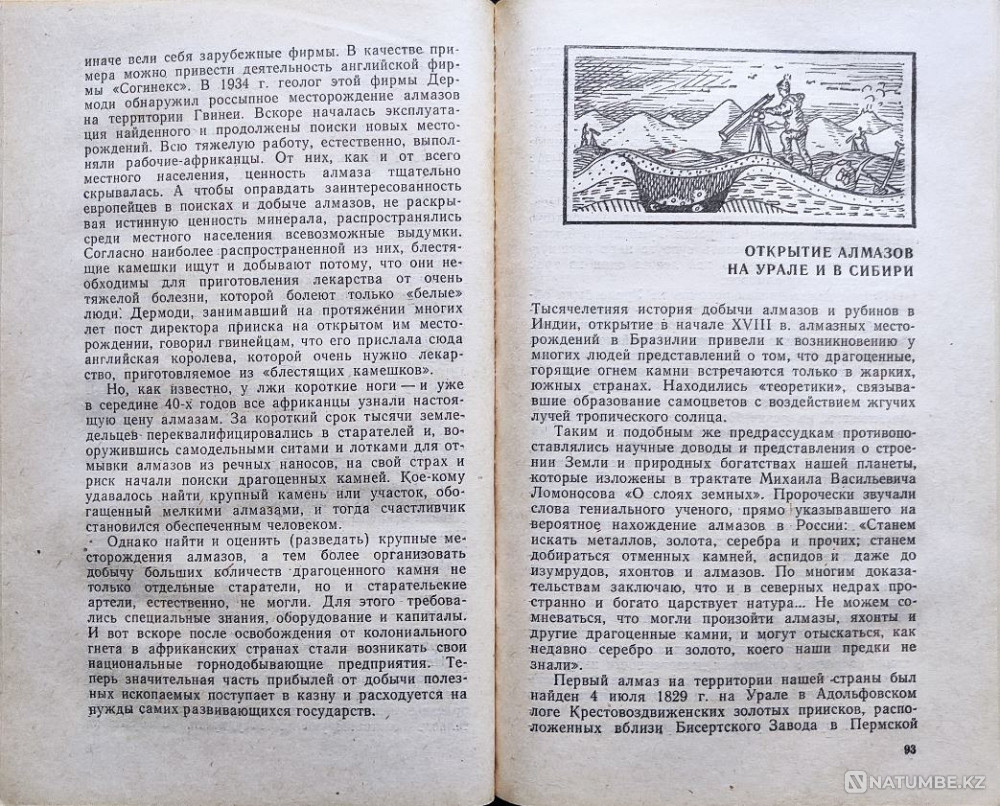 иначе вели себя зарубежные фирмы. В качестве при-
мера можно привести деятельность английской фир-
мы «Согинекс». В 1934 г. геолог этой фирмы Дер-
моди обнаружил россыпное месторождение алмазов
на территории Гвинеи. Вскоре началась эксплуата-
ция найденного и продолжены поиски новых место-
рождений. Всю тяжелую работу, естественно, выпол-
няли рабочие-африканцы. От них, как и от всего
местного населения, ценность алмаза тщательно
скрывалась. А чтобы оправдать заинтересованность
европейцев в поисках и добыче алмазов, не раскры-
вая истинную ценность минерала, распространялись
среди местного населения всевозможные выдумки.
Согласно наиболее распространенной из них, блестя-
щие камешки ищут и добывают потому, что они не-
обходимы для приготовления лекарства от очень
тяжелой болезни, которой болеют только «белые»
люди. Дермоди, занимавший на протяжении многих
лет пост директора прииска на открытом им место-
рождении, говорил гвинейцам, что его прислала сюда
английская королева, которой очень нужно лекар-
ство, приготовляемое из «блестящих камешков».
Но, как известно, у лжи короткие ноги — и уже
в середине 40-х годов все африканцы узнали настоя-
щую цену алмазам. За короткий срок тысячи земле-
дельцев переквалифицировались в старателей и, во-
оружившись самодельными ситами и лотками для от-
мывки алмазов из речных наносов, на свой страх и
риск начали поиски драгоценных камней. Кое-кому
удавалось найти крупный камень или участок, обо-
гащенный мелкими алмазами, и тогда счастливчик
становился обеспеченным человеком.
Однако найти и оценить (разведать) крупные ме-
сторождения алмазов, а тем более организовать
добычу больших количеств драгоценного камня не
только отдельные старатели, но и старательские
артели, естественно, не могли. Для этого требова-
лись специальные знания, оборудование и капиталы.
И вот вскоре после освобождения от колониального
гнета в африканских странах стали возникать свои
национальные горнодобывающие предприятия. Те-
перь значительная часть прибылей от добычи полез-
ных ископаемых поступает в казну и расходуется на
нужды самих развивающихся государств.
ОТКРЫТИЕ АЛМАЗОВ
НА УРАЛЕ И В СИБИРИ
Тысячелетняя история добычи алмазов и рубинов в
Индии, открытие в начале XVIII в. алмазных место-
рождений в Бразилии привели к возникновению у
многих людей представлений о том, что драгоценные,
горящие огнем камни встречаются только в жарких,
южных странах. Находились «теоретики», связывав-
шие образование самоцветов с воздействием жгучих
лучей тропического солнца.
Таким и подобным же предрассудкам противопо-
ставлялись научные доводы и представления о строе-
нии Земли и природных богатствах нашей планеты,
которые изложены в трактате Михаила Васильевича
Ломоносова «О слоях земных». Пророчески звучали
слова гениального ученого, прямо указывавшего на
вероятное нахождение алмазов в России: «Станем
искать металлов, золота, серебра и прочих; станем
добираться отменных камней, аспидов и даже до
изумрудов, яхонтов и алмазов. По многим доказа-
тельствам заключаю, что и в северных недрах про-
странно и богато царствует натура... Не можем со-
мневаться, что могли произойти алмазы, яхонты и
другие драгоценные камни, и могут отыскаться, как
недавно серебро и золото, коего наши предки не
знали».
Первый алмаз на территории нашей страны был
найден 4 июля 1829 г. на Урале в Адольфовском
логе Крестовоздвиженских золотых приисков, распо-
ложенных вблизи Бисертского Завода в Пермской
93
NATUMBE.KZ